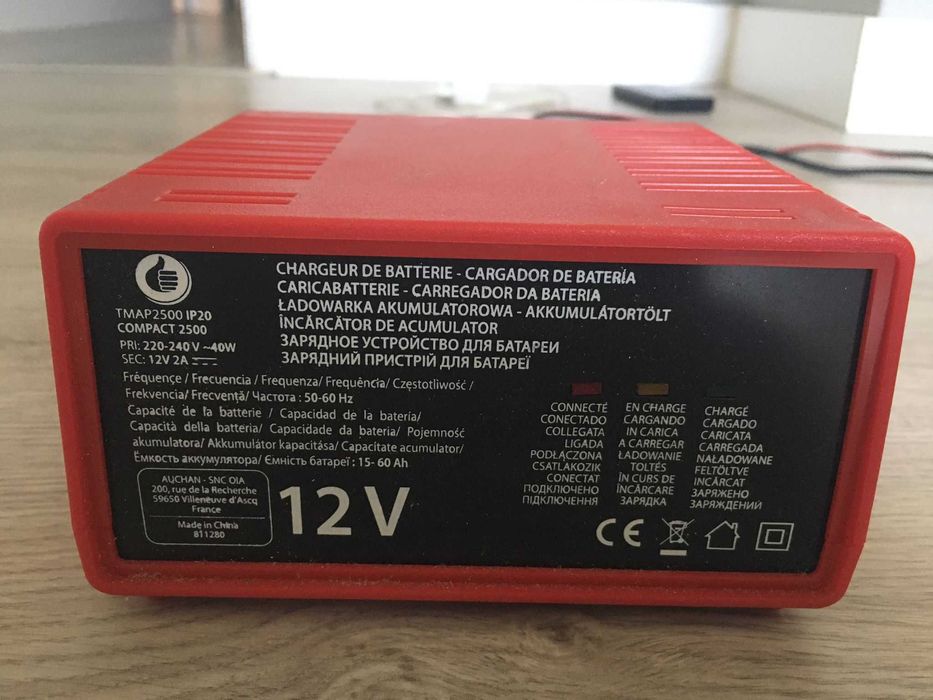 TMAP2500 IP20
COMPACT 2500
PRI: 220-240 V ~40W
SEC: 12V 2A
CHARGEUR DE BATTERIE - CARGADOR DE BATERÍA
CARICABATTERIE - CARREGADOR DA BATERIA
ŁADOWARKA AKUMULATOROWA - AKKUMULÁTORTÖLT
ÎNCĂRCĂTOR DE ACUMULATOR
ЗАРЯДНОЕ УСТРОЙСТВО ДЛЯ БАТАРЕИ
ЗАРЯДНИЙ ПРИСТРІЙ ДЛЯ БАТАРЕЇ
Fréquence / Frecuencia / Frequenza / Frequência/ Częstotliwość /
Frekvencia/ Frecvenţă/ Частота : 50-60 Hz
Capacité de la batterie / Capacidad de la batería/
Capacità della batteria/ Capacidade da bateria/ Pojemność
akumulatora/ Akkumulátor kapacitása/ Capacitate acumulator/
Ёмкость аккумулятора/ Ємність батареї : 15- 60 Ah
AUCHAN - SNC OIA
200, rue de la Recherche
59650 Villeneuve d'Ascq
France
Made in China
811280
12 V
CONNECTÉ
CONECTADO
COLLEGATA
LIGADA
PODŁĄCZONA
CSATLAKOZIK
CONECTAT
ПОДКЛЮЧЕНО
ПІДКЛЮЧЕННЯ
EN CHARGE
CARGANDO
IN CARICA
A CARREGAR
ŁADOWANIE
TOLTÉS
ÎN CURS DE
ÎNCĂRCARE
ЗАРЯДКА
CHARGÉ
CARGADO
CARICATA
CARREGADA
NAŁADOWANE
FELTÖLTVE
ÎNCĂRCAT
ЗАРЯЖЕНО
ЗАРЯДЖЕНИЙ
CE